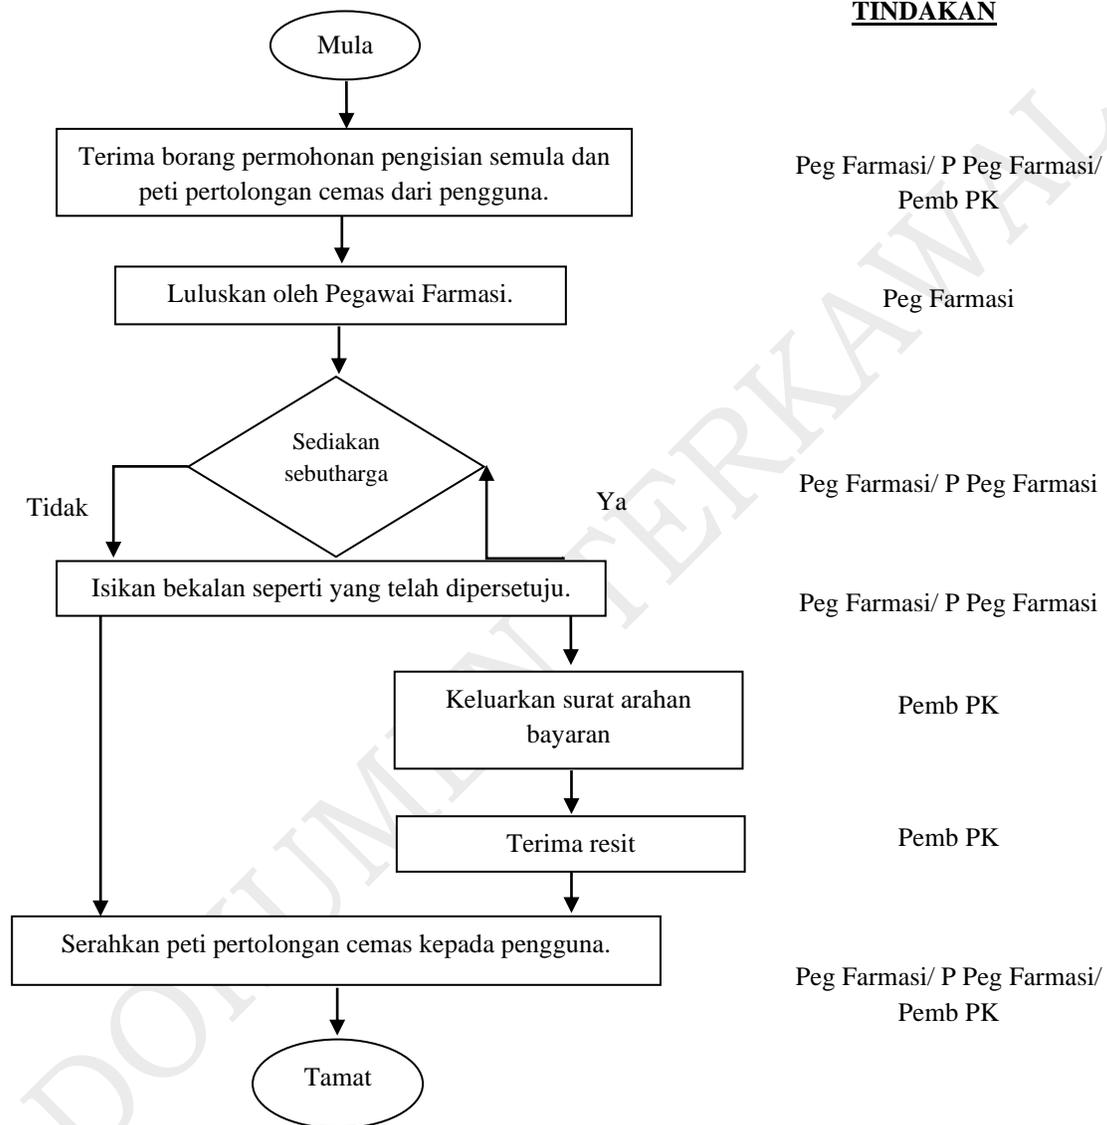 TINDAKAN
Mula
Terima borang permohonan pengisian semula dan
peti pertolongan cemas dari pengguna.
Peg Farmasi/ P Peg Farmasi/
Pemb PK
Luluskan oleh Pegawai Farmasi.
Peg Farmasi
Sediakan
sebutharga
Peg Farmasi/ P Peg Farmasi
Tidak
Ya
Isikan bekalan seperti yang telah dipersetuju.
Peg Farmasi/ P Peg Farmasi
Keluarkan surat arahan
bayaran
Pemb PK
Terima resit
Pemb PK
Serahkan peti pertolongan cemas kepada pengguna.
Peg Farmasi/ P Peg Farmasi/
Pemb PK
Tamat
DOKUMEN TERKAWAL